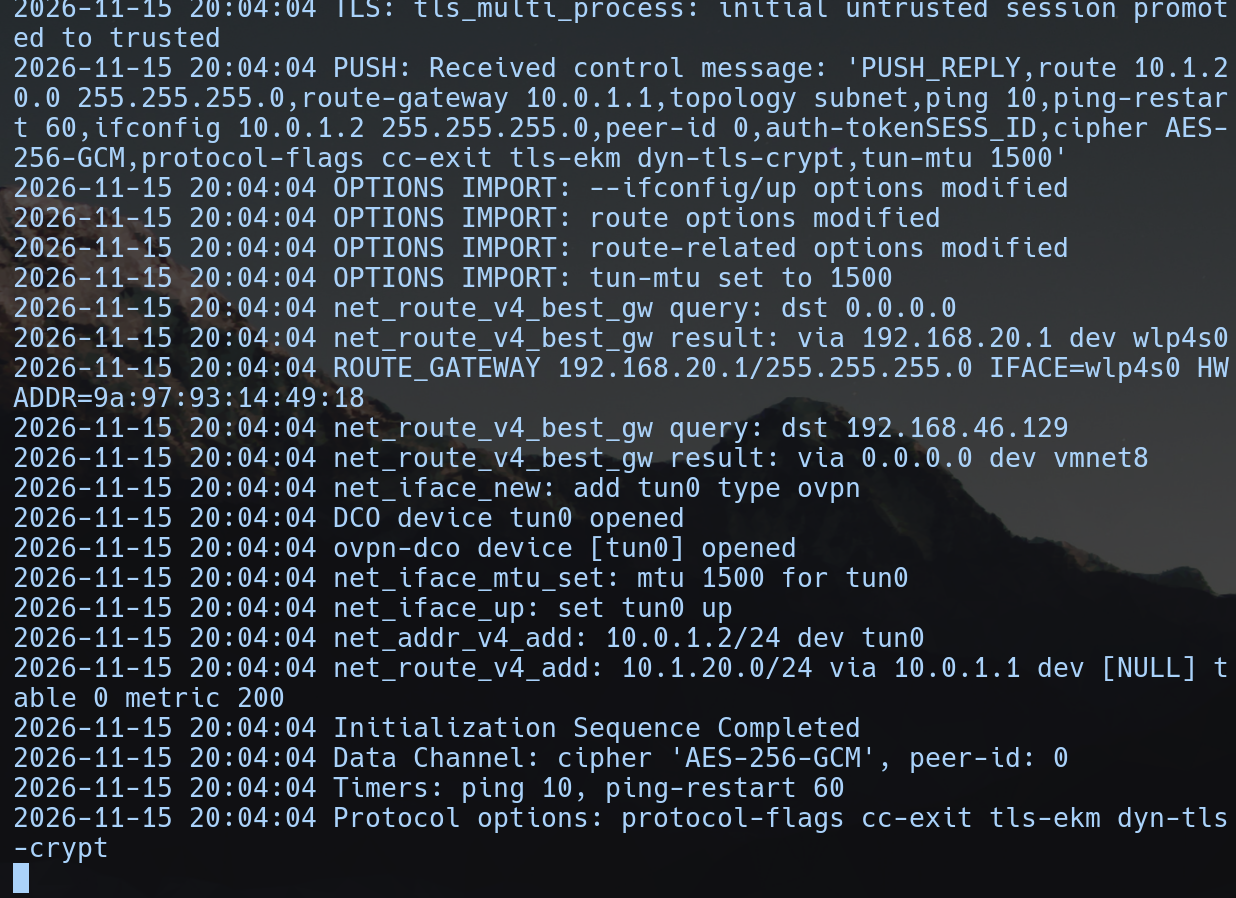 2026-11-15 20:04:04 TLS: tls_multi_process: initial untrusted session promot
ed to trusted
2026-11-15 20:04:04 PUSH: Received control message: 'PUSH_REPLY,route 10.1.2
0.0 255.255.255.0,route-gateway 10.0.1.1,topology subnet,ping 10,ping-restar
t 60,ifconfig 10.0.1.2 255.255.255.0,peer-id 0,auth-tokenSESS_ID,cipher AES-
256-GCM,protocol-flags cc-exit tls-ekm dyn-tls-crypt,tun-mtu 1500'
2026-11-15 20:04:04 OPTIONS IMPORT: --ifconfig/up options modified
2026-11-15 20:04:04 OPTIONS IMPORT: route options modified
2026-11-15 20:04:04 OPTIONS IMPORT: route-related options modified
2026-11-15 20:04:04 OPTIONS IMPORT: tun-mtu set to 1500
2026-11-15 20:04:04 net_route_v4_best_gw query: dst 0.0.0.0
2026-11-15 20:04:04 net_route_v4_best_gw result: via 192.168.20.1 dev wlp4s0
2026-11-15 20:04:04 ROUTE_GATEWAY 192.168.20.1/255.255.255.0 IFACE=wlp4s0 HW
ADDR=9a:97:93:14:49:18
2026-11-15 20:04:04 net_route_v4_best_gw query: dst 192.168.46.129
2026-11-15 20:04:04 net_route_v4_best_gw result: via 0.0.0.0 dev vmnet8
2026-11-15 20:04:04 net_iface_new: add tun0 type ovpn
2026-11-15 20:04:04 DCO device tun0 opened
2026-11-15 20:04:04 ovpn-dco device [tun0] opened
2026-11-15 20:04:04 net_iface_mtu_set: mtu 1500 for tun0
2026-11-15 20:04:04 net_iface_up: set tun0 up
2026-11-15 20:04:04 net_addr_v4_add: 10.0.1.2/24 dev tun0
2026-11-15 20:04:04 net_route_v4_add: 10.1.20.0/24 via 10.0.1.1 dev [NULL] t
able 0 metric 200
2026-11-15 20:04:04 Initialization Sequence Completed
2026-11-15 20:04:04 Data Channel: cipher 'AES-256-GCM', peer-id: 0
2026-11-15 20:04:04 Timers: ping 10, ping-restart 60
2026-11-15 20:04:04 Protocol options: protocol-flags cc-exit tls-ekm dyn-tls
-crypt